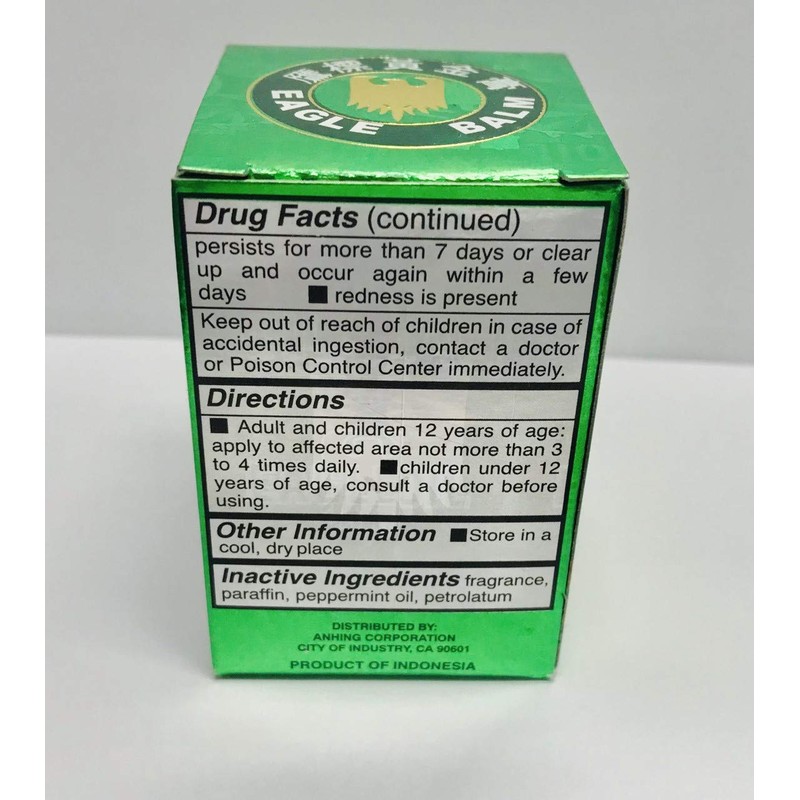 鷹標黃金膏
EAGLE BALM
Drug Facts (continued)
persists for more than 7 days or clear
up and occur again within a few
days ■ redness is present
Keep out of reach of children in case of
accidental ingestion, contact a doctor
or Poison Control Center immediately.
Directions
■ Adult and children 12 years of age:
apply to affected area not more than 3
to 4 times daily. ■children under 12
years of age, consult a doctor before
using.
Other Information ■Store in a
cool, dry place
Inactive Ingredients fragrance,
paraffin, peppermint oil, petrolatum
DISTRIBUTED BY:
ANHING CORPORATION
CITY OF INDUSTRY, CA 90601
PRODUCT OF INDONESIA